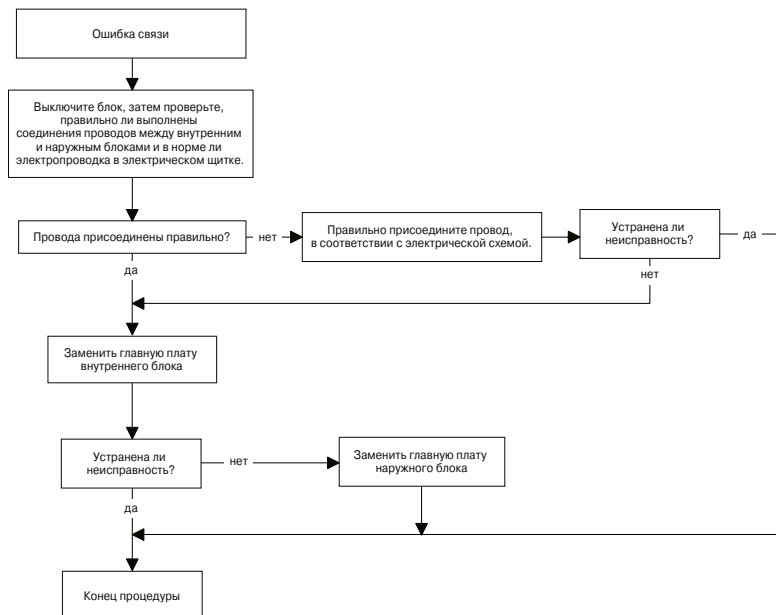 Ошибка связи
Выключите блок, затем проверьте,
правильно ли выполнены
соединения проводов между внутренним
и наружным блоками и в норме ли
электропроводка в электрическом щитке.
Провода присоединены правильно?
нет
Правильно присоедините провод,
в соответствии с электрической схемой.
Устранена ли
неисправность?
да
да
нет
Заменить главную плату
внутреннего блока
Устранена ли
неисправность?
нет
Заменить главную плату
наружного блока
да
Конец процедуры